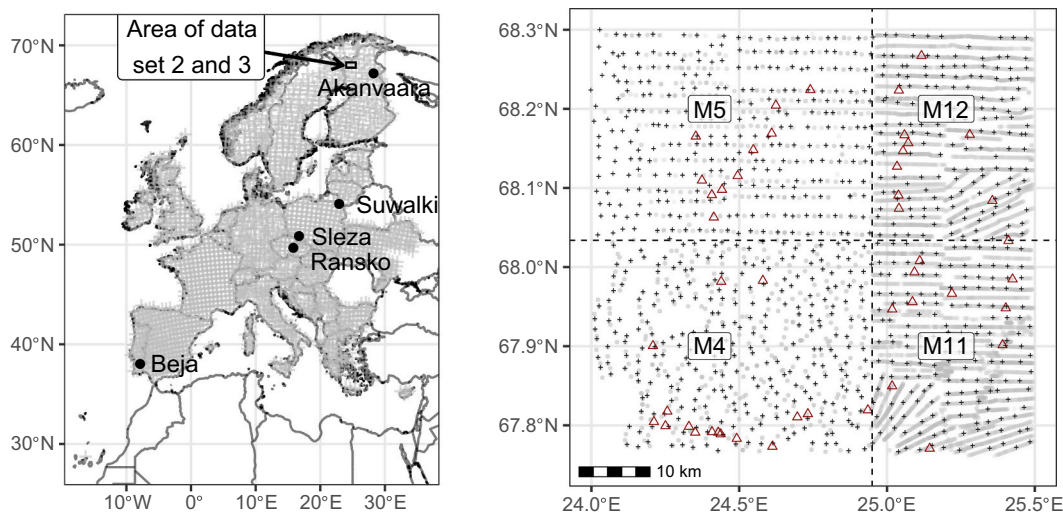 70°N
60°N
50°N
40°N
30°N
10°W
0°
10°E
20°E
30°E
Area of data
set 2 and 3
Akanvaara
Suwalki
Sleza
Ransko
Beja
68.3°N
68.2°N
68.1°N
68.0°N
67.9°N
67.8°N
M5
M12
M4
M11
10 km
24.0°E
24.5°E
25.0°E
25.5°E